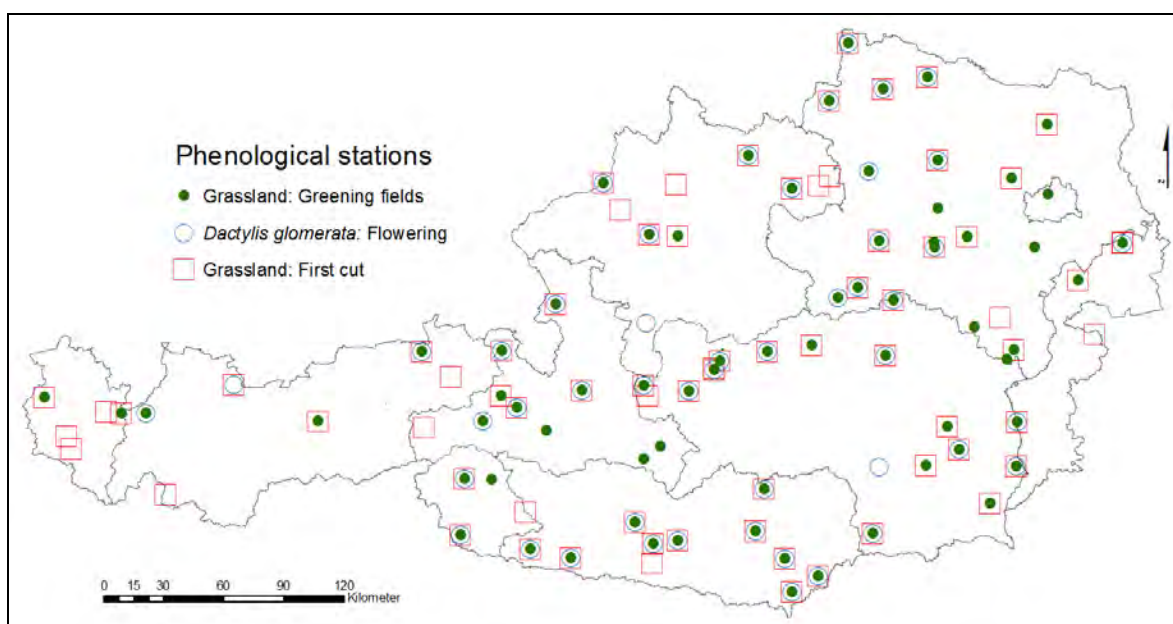 Phenological stations
Grassland: Greening fields
Dactylis glomerata: Flowering
Grassland: First cut
0 15 30 60 90 120
Kilometer
z